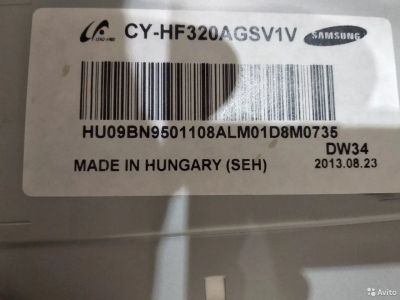 CY-HF320AGSV1V SAMSUNG
HU09BN9501108ALM01D8M0735
DW34
MADE IN HUNGARY (SEH) 2013.08.23
Avito